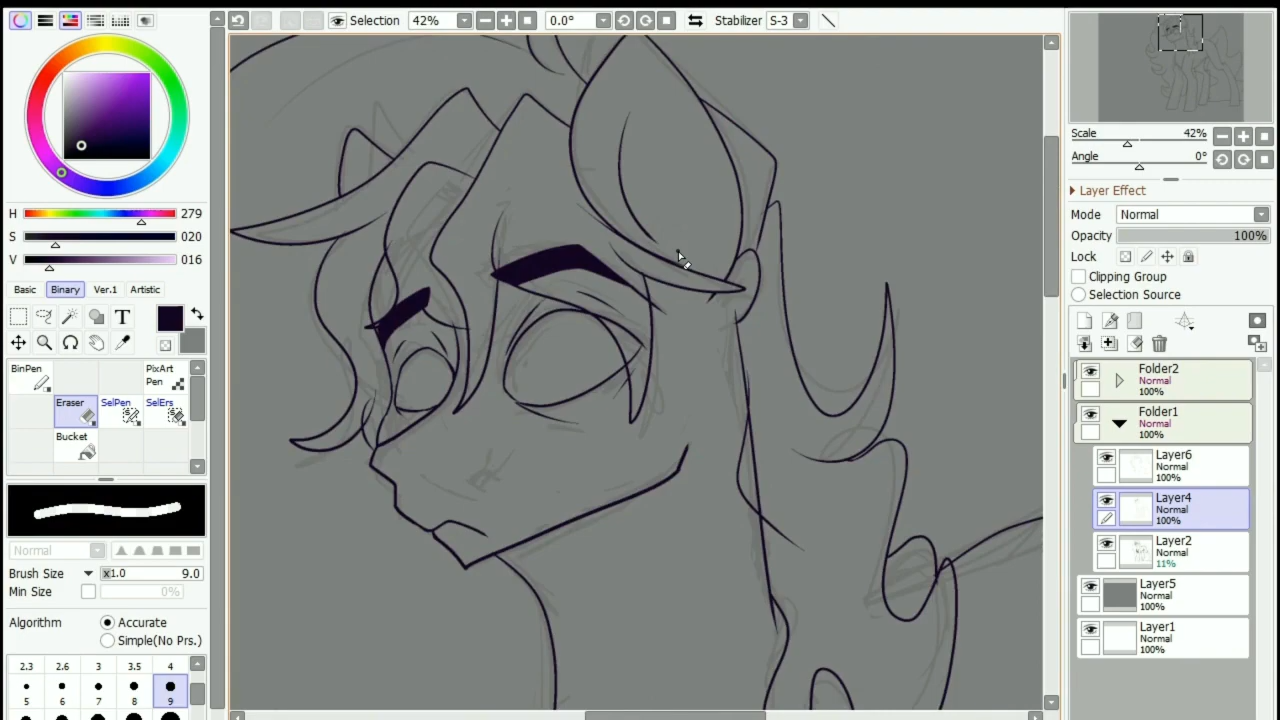 Selection
42%
0.0°
Stabilizer
S-3
H
279
S
020
V
016
Basic
Binary
Ver.1
Artistic
T
BinPen
PixArt
Pen
Eraser
SelPen
SelErs
Bucket
Normal
Brush Size
x1.0
9.0
Min Size
0%
Algorithm
Accurate
Simple(No Prs.)
2.3
2.6
3
3.5
4
5
6
7
8
9
Scale
42%
Angle
0°
Layer Effect
Mode
Normal
Opacity
100%
Lock
Clipping Group
Selection Source
Folder2
Normal
100%
Folder1
Normal
100%
Layer6
Normal
100%
Layer4
Normal
100%
Layer2
Normal
11%
Layer5
Normal
100%
Layer1
Normal
100%